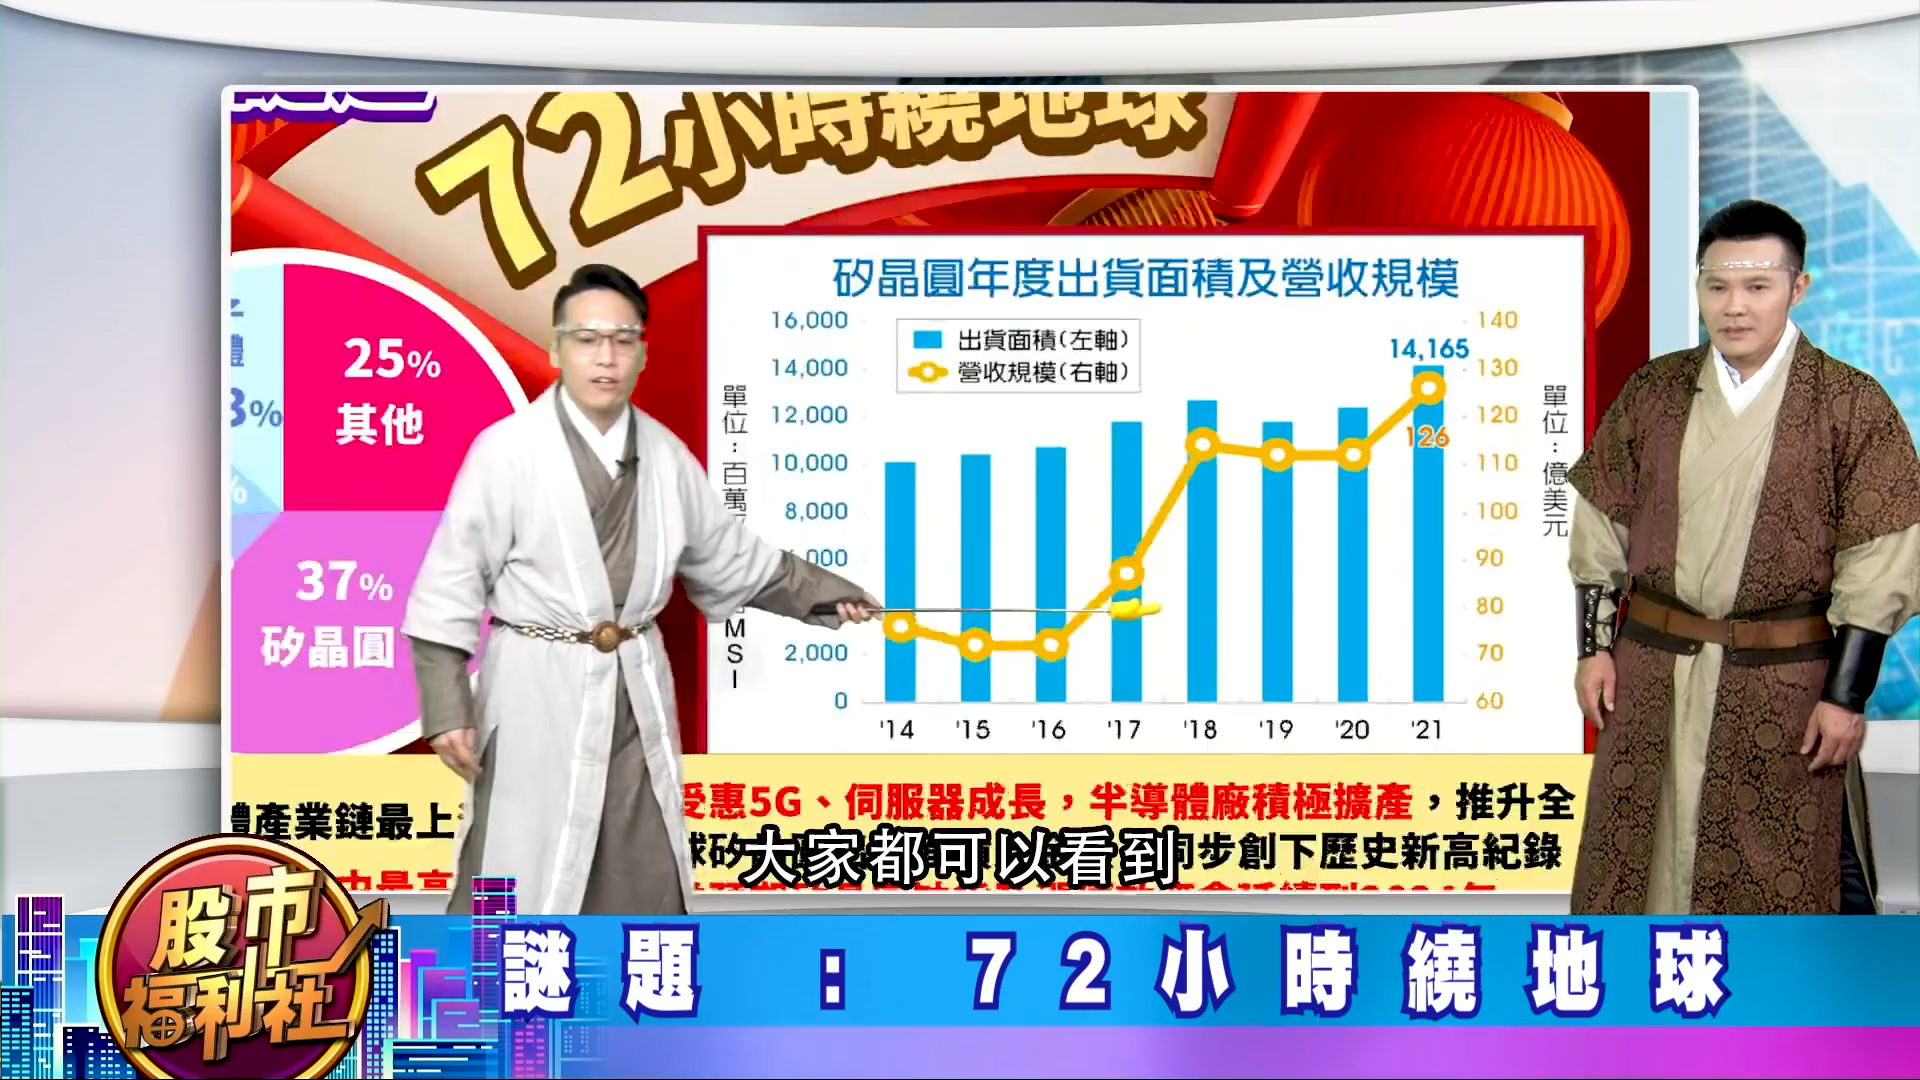 72小時繞地球
25%
其他
37%
矽晶圓
矽晶圓年度出貨面積及營收規模
出貨面積(左軸)
營收規模(右軸)
單位:百萬
MSI
單位:億美元
16,000
14,000
12,000
10,000
8,000
2,000
0
140
130
120
110
100
90
80
70
60
14,165
126
'14 '15 '16 '17 '18 '19 '20 '21
體產業鏈最上
受惠5G、伺服器成長,半導體廠積極擴產,推升全
同步創下歷史新高紀錄
大家都可以看到
股市
福利社
謎題 : 72小時繞地球